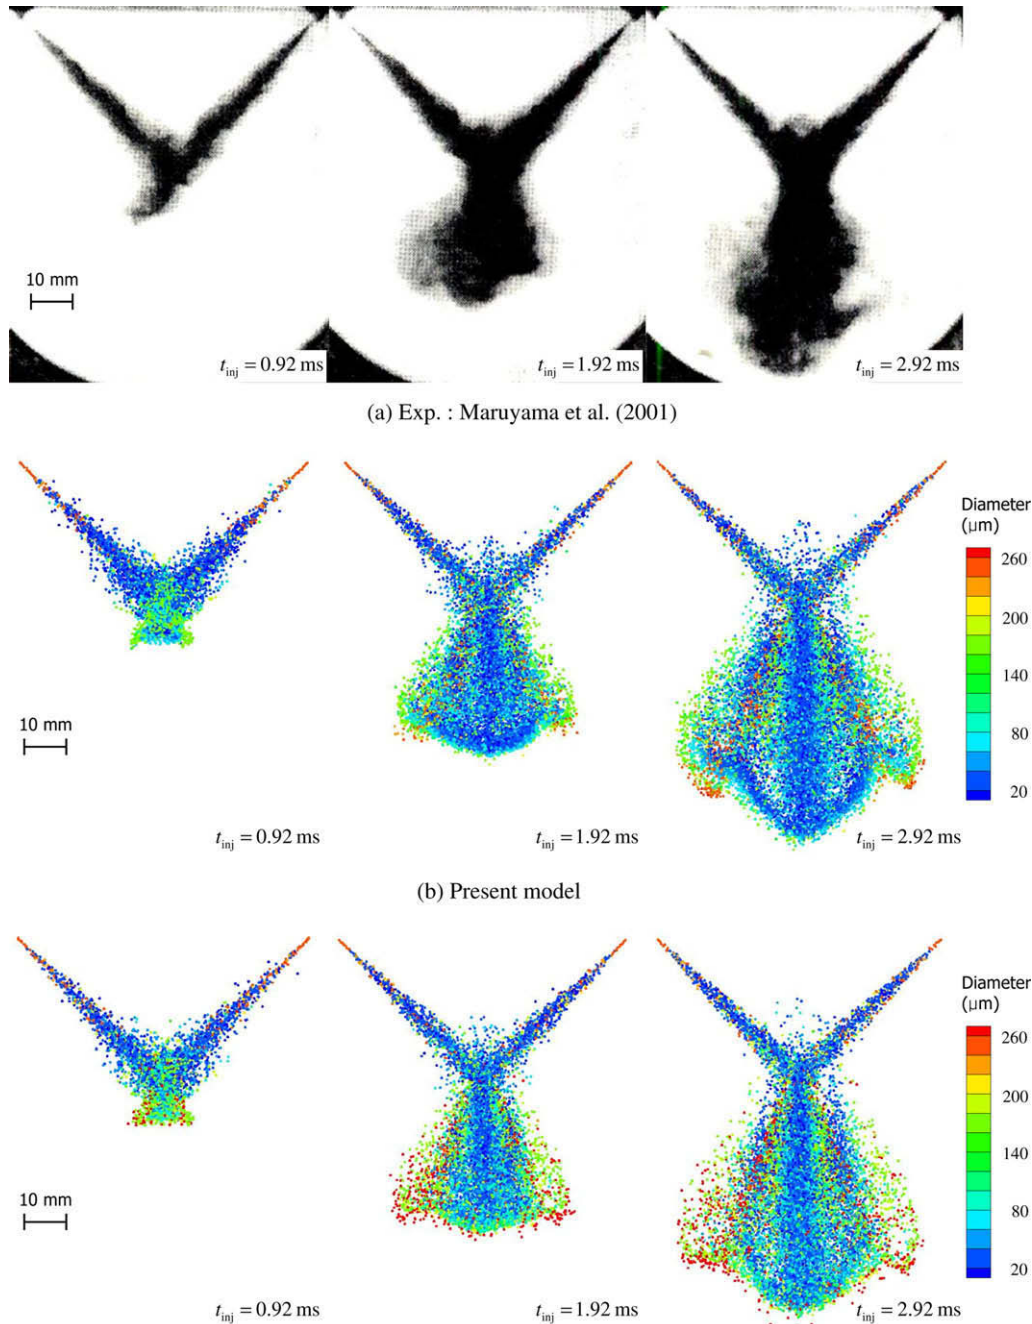 10 mm
t_inj = 0.92 ms
t_inj = 1.92 ms
t_inj = 2.92 ms
(a) Exp. : Maruyama et al. (2001)
Diameter
(μm)
260
200
140
80
20
10 mm
t_inj = 0.92 ms
t_inj = 1.92 ms
t_inj = 2.92 ms
(b) Present model
Diameter
(μm)
260
200
140
80
20
10 mm
t_inj = 0.92 ms
t_inj = 1.92 ms
t_inj = 2.92 ms